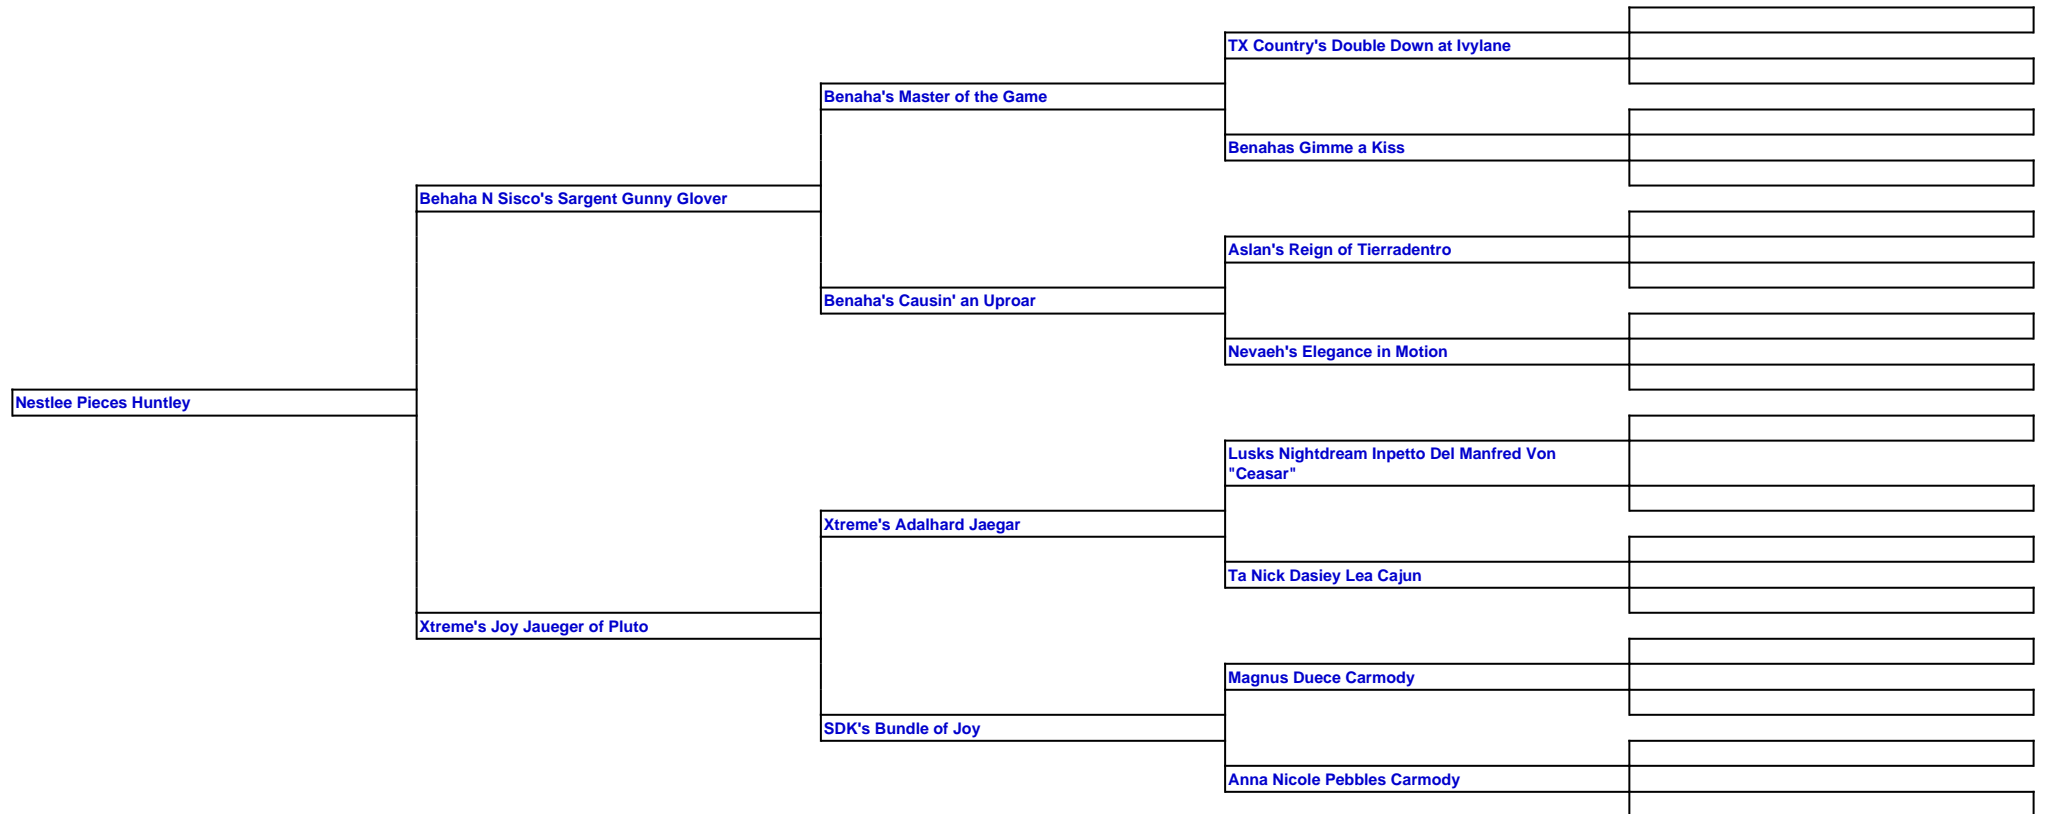 TX Country's Double Down at Ivylane
Benaha's Master of the Game
Benahas Gimme a Kiss
Behaha N Sisco's Sargent Gunny Glover
Aslan's Reign of Tierradentro
Benaha's Causin' an Uproar
Nevaeh's Elegance in Motion
Nestlee Pieces Huntley
Lusks Nightdream Inpetto Del Manfred Von
"Ceasar"
Xtreme's Adalhard Jaegar
Ta Nick Dasiey Lea Cajun
Xtreme's Joy Jaueger of Pluto
Magnus Duece Carmody
SDK's Bundle of Joy
Anna Nicole Pebbles Carmody